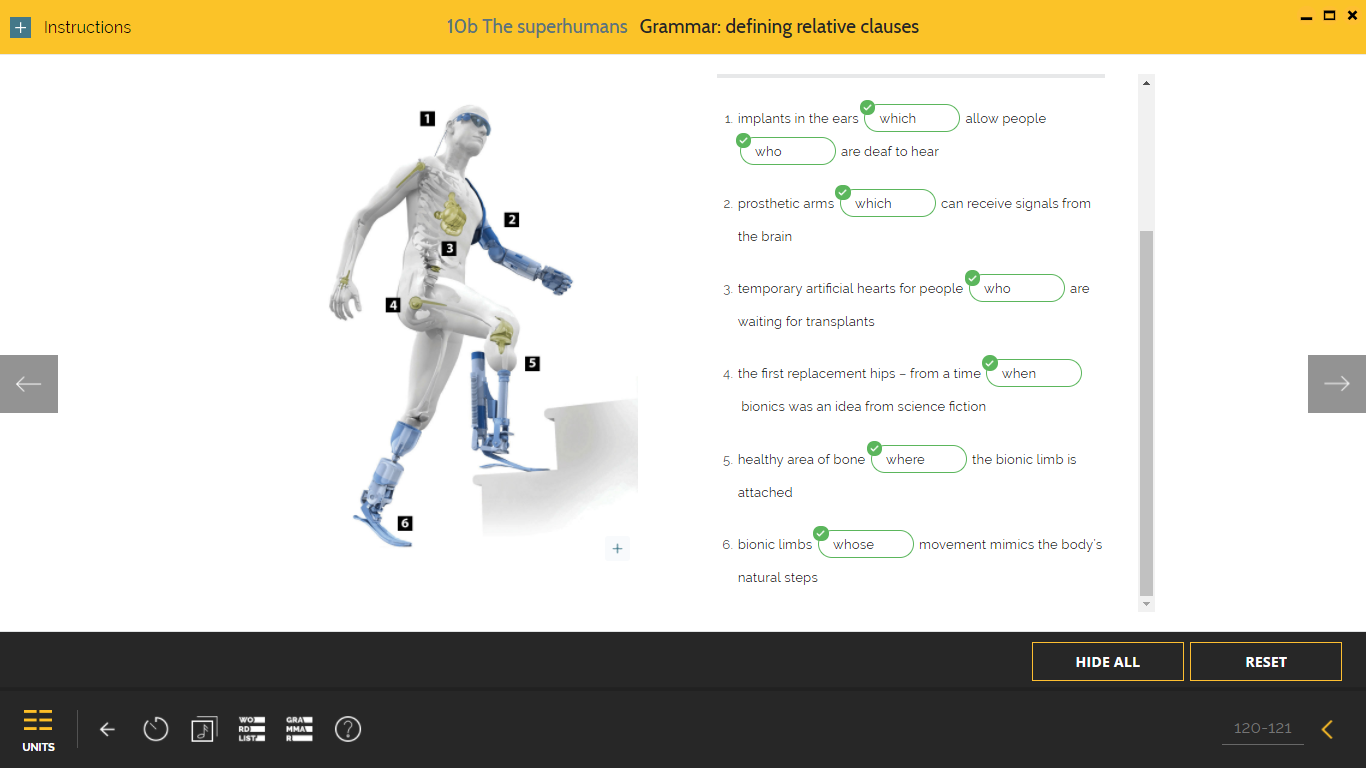 + Instructions
10b The superhumans Grammar: defining relative clauses
1
2
3
4
5
6
+
1. implants in the ears which allow people
who are deaf to hear
2. prosthetic arms which can receive signals from
the brain
3. temporary artificial hearts for people who are
waiting for transplants
4. the first replacement hips – from a time when
bionics was an idea from science fiction
5. healthy area of bone where the bionic limb is
attached
6. bionic limbs whose movement mimics the body's
natural steps
HIDE ALL
RESET
UNITS
WO
RD
LIST
GRA
MMA
R
?
120-121